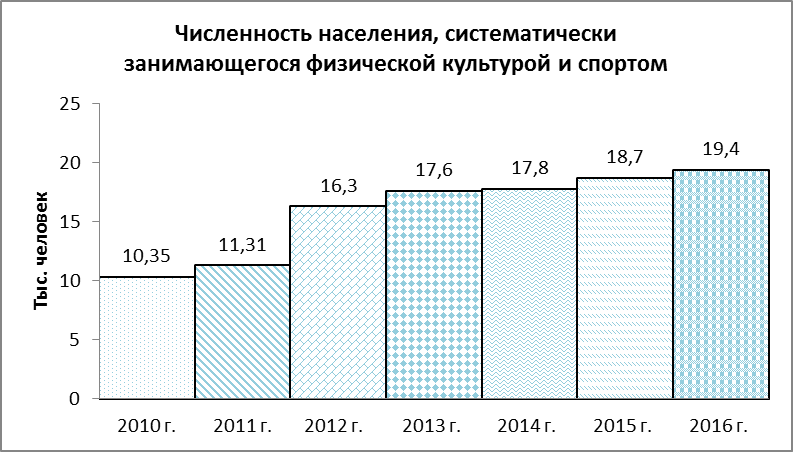 Численность населения, систематически
занимающегося физической культурой и спортом
Тыс. человек
25
20
15
10
5
0
10,35
11,31
16,3
17,6
17,8
18,7
19,4
2010 г.
2011 г.
2012 г.
2013 г.
2014 г.
2015 г.
2016 г.